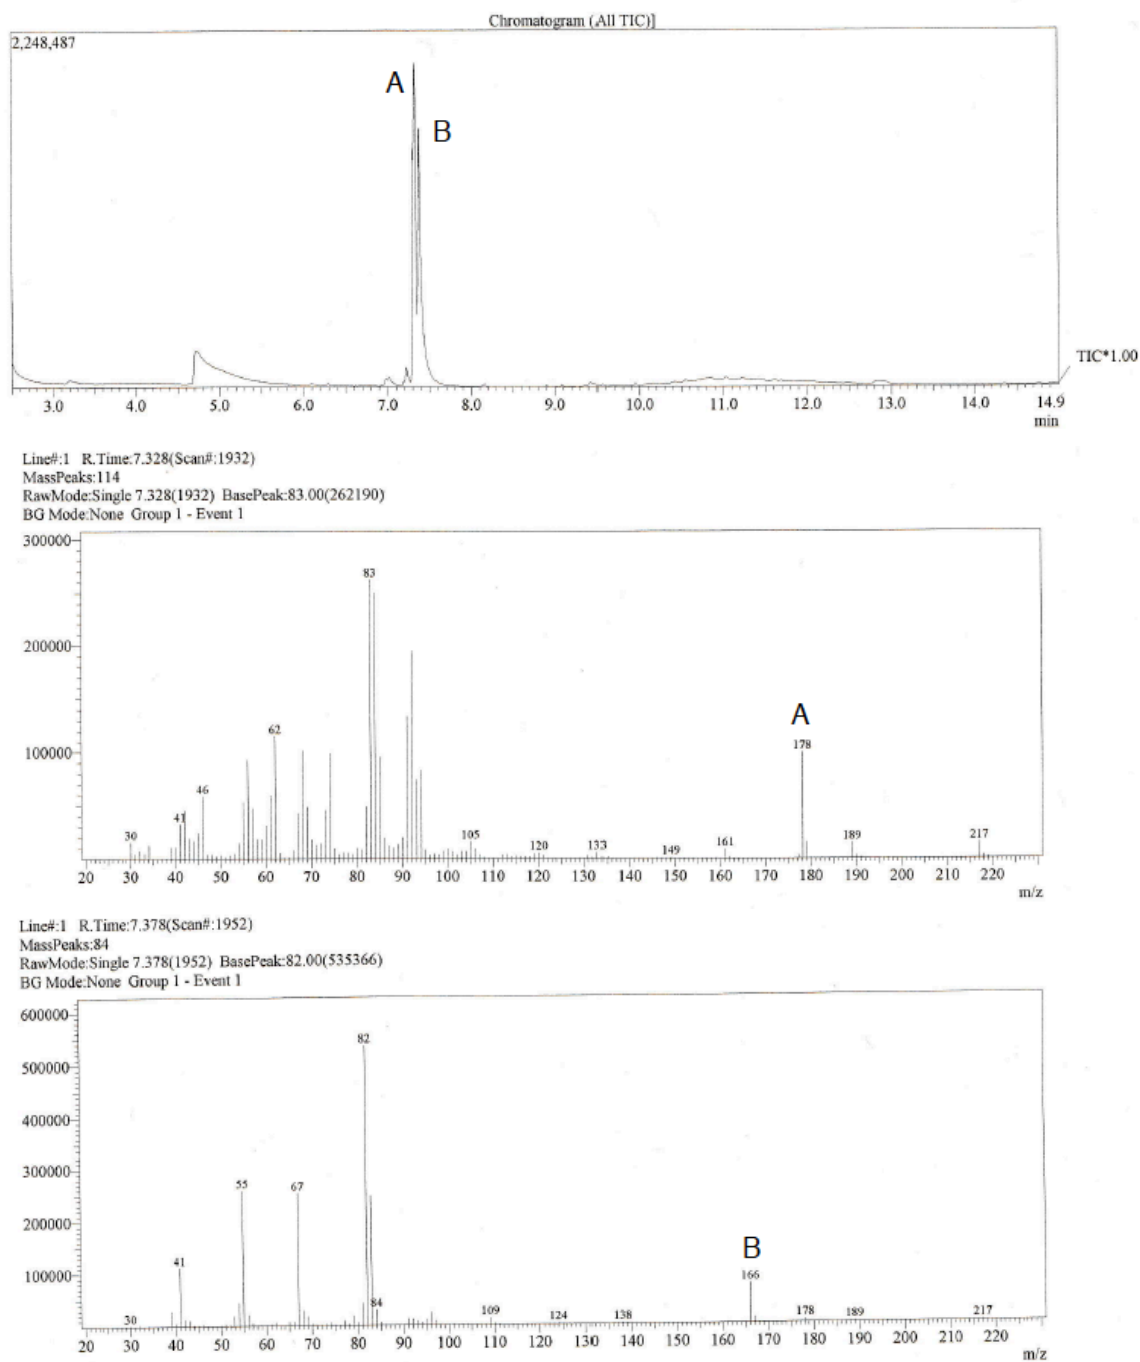 Chromatogram (All TIC)]
2,248,487
A
B
TIC*1.00
3.0 4.0 5.0 6.0 7.0 8.0 9.0 10.0 11.0 12.0 13.0 14.0 14.9
min
Line#:1 R.Time:7.328(Scan#:1932)
MassPeaks:114
RawMode:Single 7.328(1932) BasePeak:83.00(262190)
BG Mode:None Group 1 - Event 1
300000
83
200000
A
62
178
100000
46
41
30
105
120
133
149
161
189
217
20 30 40 50 60 70 80 90 100 110 120 130 140 150 160 170 180 190 200 210 220
m/z
Line#:1 R.Time:7.378(Scan#:1952)
MassPeaks:84
RawMode:Single 7.378(1952) BasePeak:82.00(535366)
BG Mode:None Group 1 - Event 1
600000
82
500000
400000
300000
55
67
200000
B
41
166
100000
84
30
109
124
138
178
189
217
20 30 40 50 60 70 80 90 100 110 120 130 140 150 160 170 180 190 200 210 220
m/z